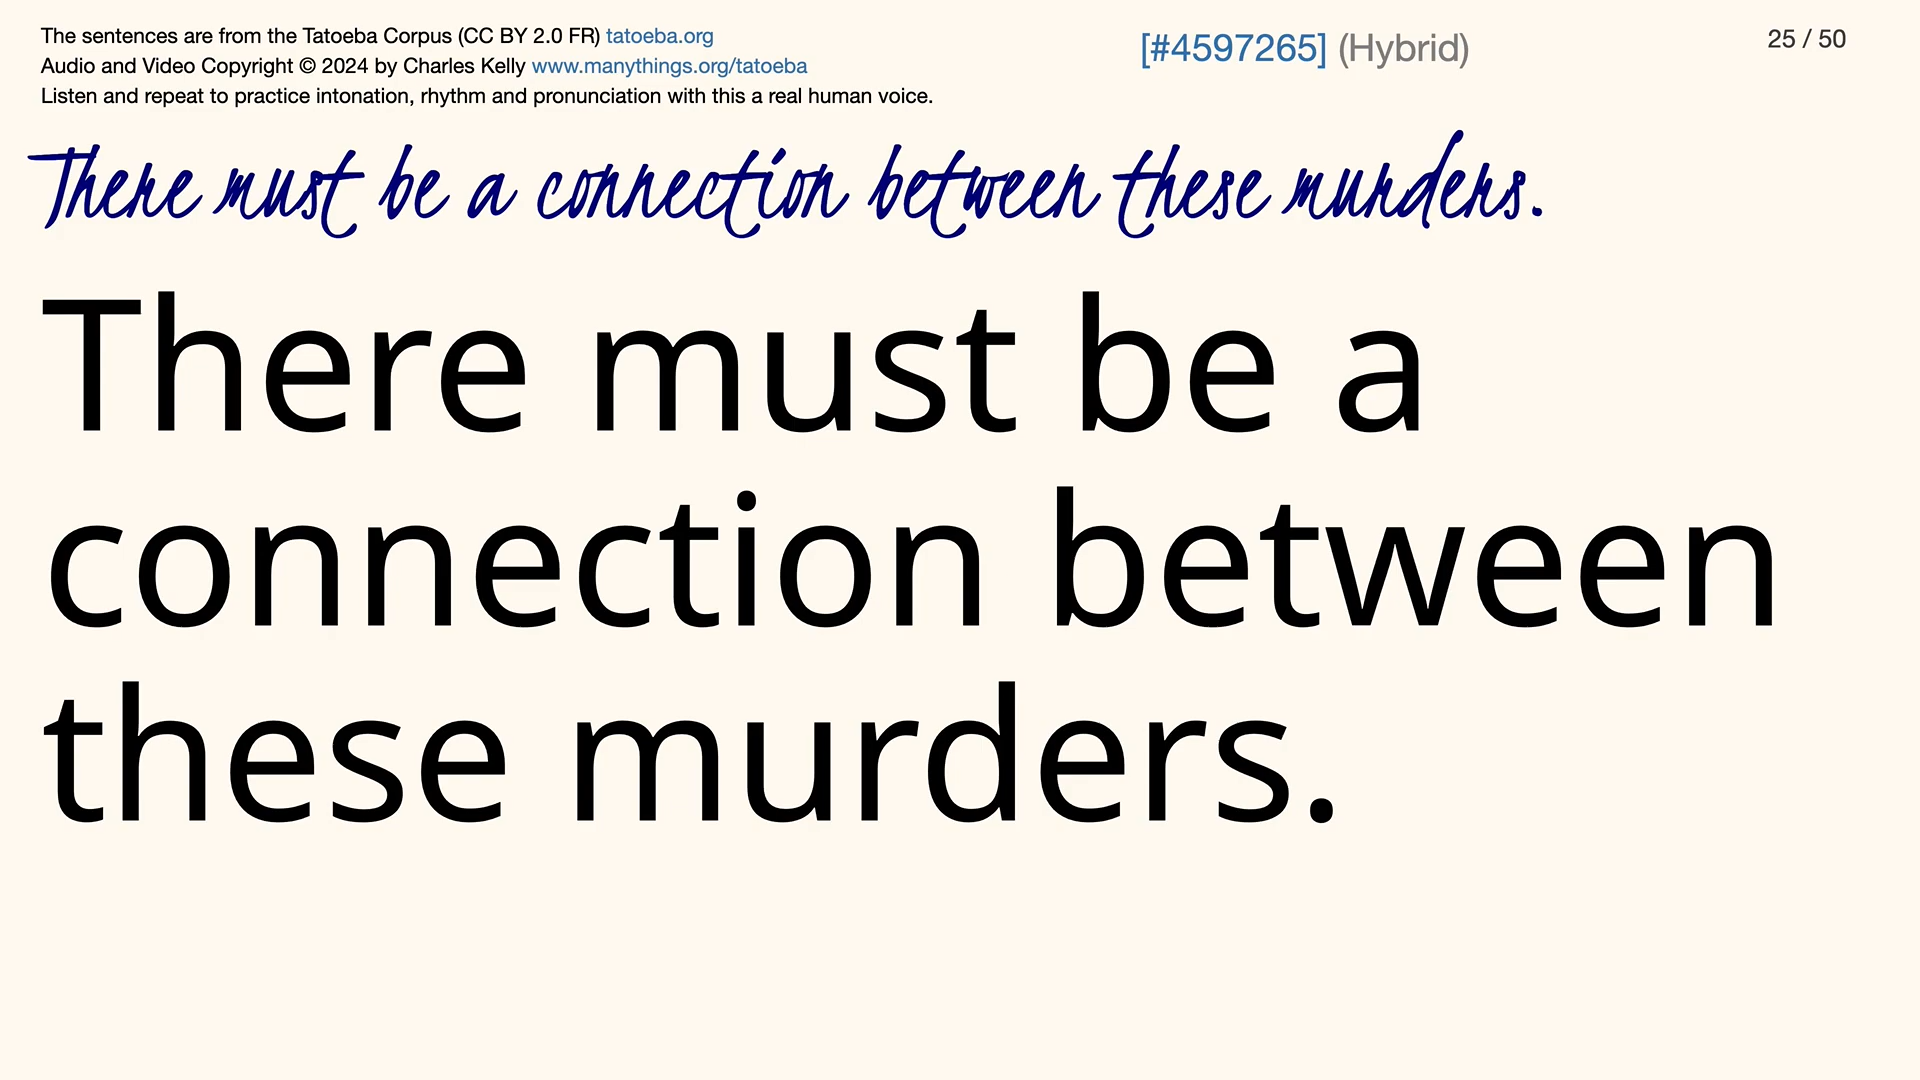 The sentences are from the Tatoeba Corpus (CC BY 2.0 FR) tatoeba.org
Audio and Video Copyright © 2024 by Charles Kelly www.manythings.org/tatoeba
Listen and repeat to practice intonation, rhythm and pronunciation with this a real human voice.
[#4597265] (Hybrid)
25 / 50
There must be a connection between these murders.
There must be a
connection between
these murders.